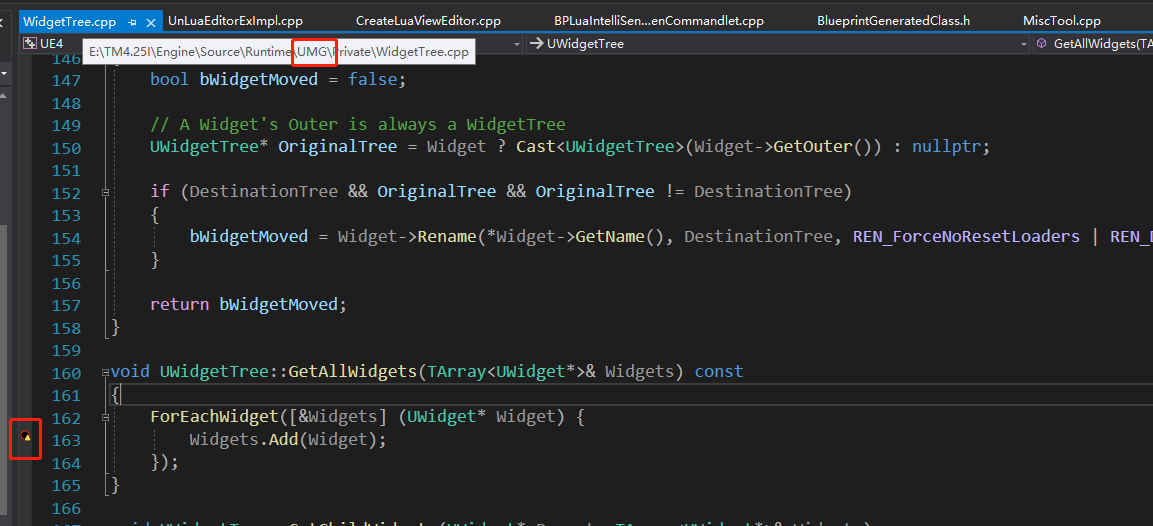 WidgetTree.cpp UnLuaEditorExImpl.cpp CreateLuaViewEditor.cpp BPLuaIntelliSen...enCommandlet.cpp BlueprintGeneratedClass.h MiscTool.cpp
UE4 UWidgetTree GetAllWidgets(TA
E:\TM4.25I\Engine\Source\Runtime\UMG\Private\WidgetTree.cpp
146
147 bool bWidgetMoved = false;
148
149 // A Widget's Outer is always a WidgetTree
150 UWidgetTree* OriginalTree = Widget ? Cast<UWidgetTree>(Widget->GetOuter()) : nullptr;
151
152 if (DestinationTree && OriginalTree && OriginalTree != DestinationTree)
153 {
154 bWidgetMoved = Widget->Rename(*Widget->GetName(), DestinationTree, REN_ForceNoResetLoaders | REN_
155 }
156
157 return bWidgetMoved;
158 }
159
160 void UWidgetTree::GetAllWidgets(TArray<UWidget*>& Widgets) const
161 {
162 ForEachWidget([&Widgets] (UWidget* Widget) {
163 Widgets.Add(Widget);
164 });
165 }
166